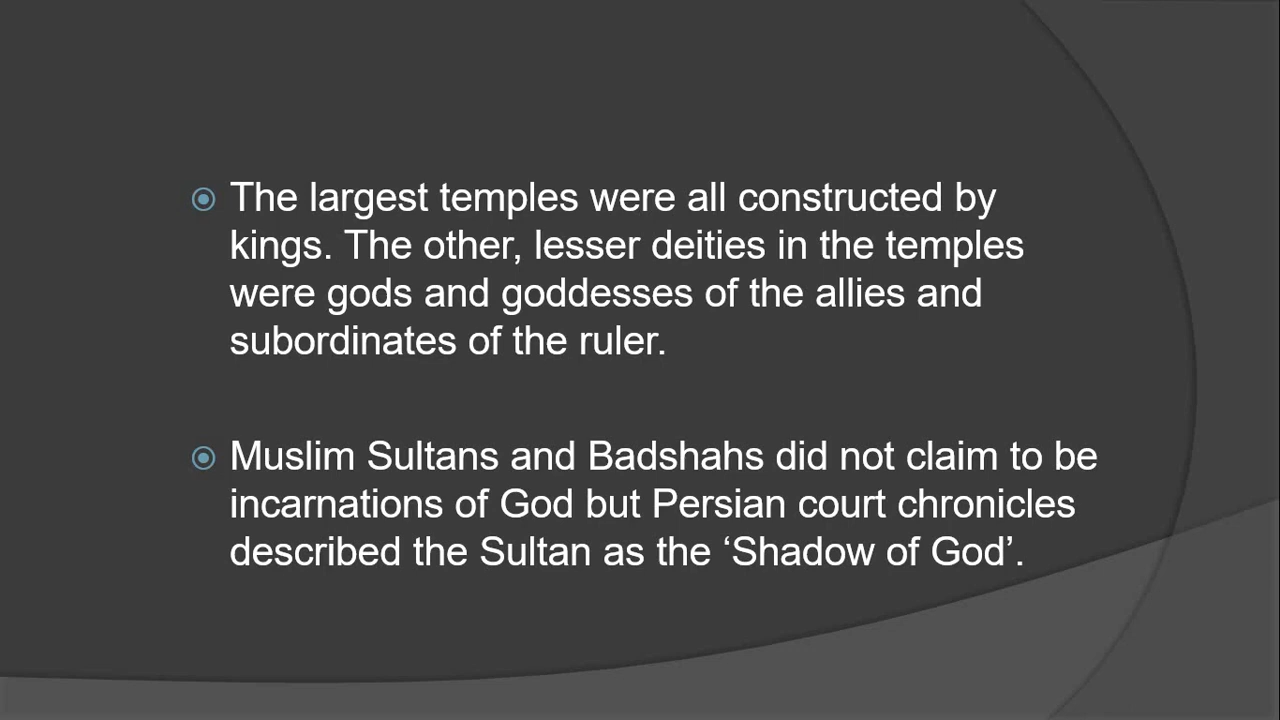 The largest temples were all constructed by
kings. The other, lesser deities in the temples
were gods and goddesses of the allies and
subordinates of the ruler.
Muslim Sultans and Badshahs did not claim to be
incarnations of God but Persian court chronicles
described the Sultan as the ‘Shadow of God’.